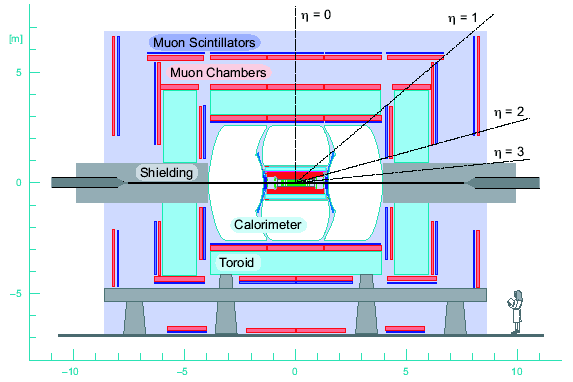 η = 0
η = 1
[m]
Muon Scintillators
5
Muon Chambers
η = 2
η = 3
Shielding
0
Calorimeter
Toroid
−5
−10
−5
0
5
10